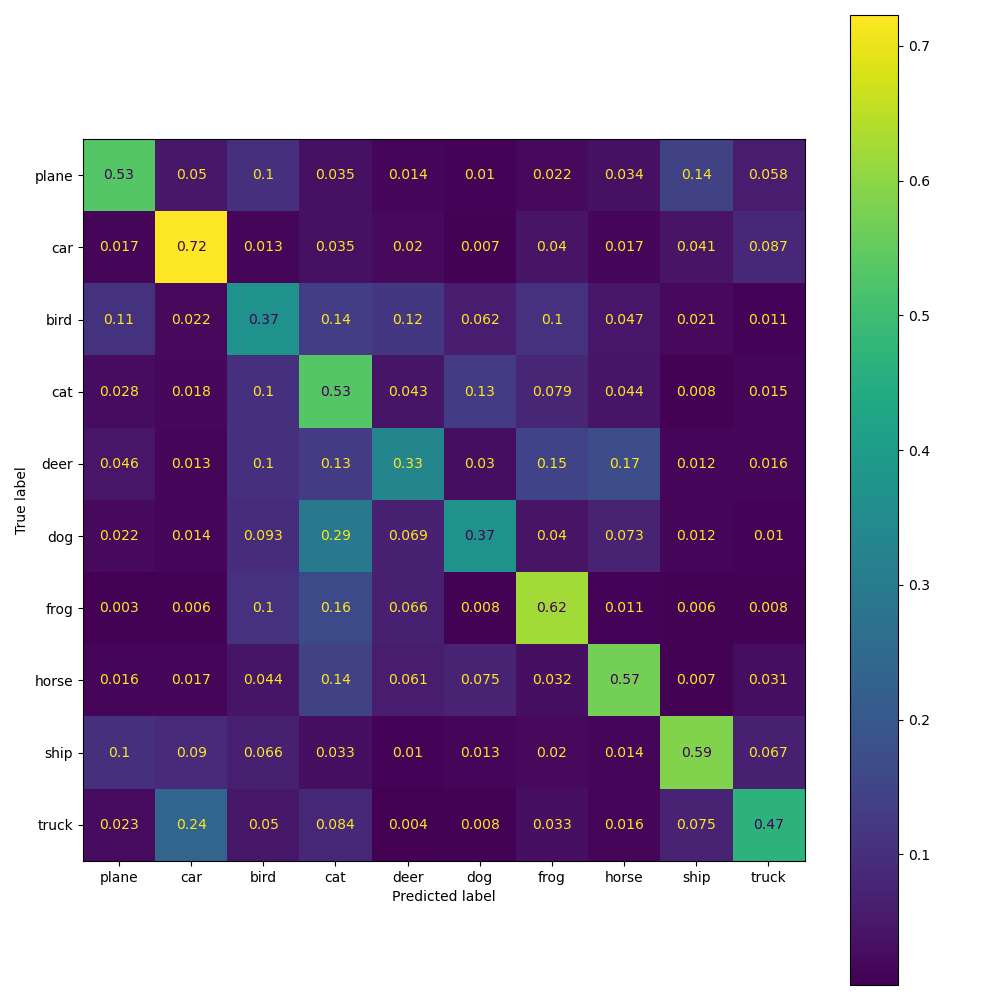 plane 0.53 0.05 0.1 0.035 0.014 0.01 0.022 0.034 0.14 0.058
car 0.017 0.72 0.013 0.035 0.02 0.007 0.04 0.017 0.041 0.087
bird 0.11 0.022 0.37 0.14 0.12 0.062 0.1 0.047 0.021 0.011
cat 0.028 0.018 0.1 0.53 0.043 0.13 0.079 0.044 0.008 0.015
deer 0.046 0.013 0.1 0.13 0.33 0.03 0.15 0.17 0.012 0.016
dog 0.022 0.014 0.093 0.29 0.069 0.37 0.04 0.073 0.012 0.01
frog 0.003 0.006 0.1 0.16 0.066 0.008 0.62 0.011 0.006 0.008
horse 0.016 0.017 0.044 0.14 0.061 0.075 0.032 0.57 0.007 0.031
ship 0.1 0.09 0.066 0.033 0.01 0.013 0.02 0.014 0.59 0.067
truck 0.023 0.24 0.05 0.084 0.004 0.008 0.033 0.016 0.075 0.47
plane car bird cat deer dog frog horse ship truck
Predicted label
True label
0.7
0.6
0.5
0.4
0.3
0.2
0.1